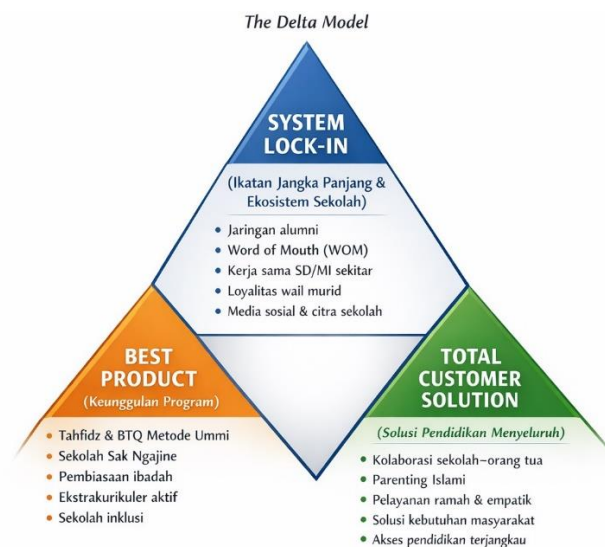 The Delta Model
SYSTEM
LOCK-IN
(Ikatan Jangka Panjang &
Ekosistem Sekolah)
• Jaringan alumni
• Word of Mouth (WOM)
• Kerja sama SD/MI sekitar
• Loyalitas wail murid
• Media sosial & citra sekolah
BEST
PRODUCT
(Keunggulan Program)
• Tahfidz & BTQ Metode Ummi
• Sekolah Sak Ngajine
• Pembiasaan ibadah
• Ekstrakurikuler aktif
• Sekolah inklusi
TOTAL
CUSTOMER
SOLUTION
(Solusi Pendidikan Menyeluruh)
• Kolaborasi sekolah–orang tua
• Parenting Islami
• Pelayanan ramah & empatik
• Solusi kebutuhan masyarakat
• Akses pendidikan terjangkau